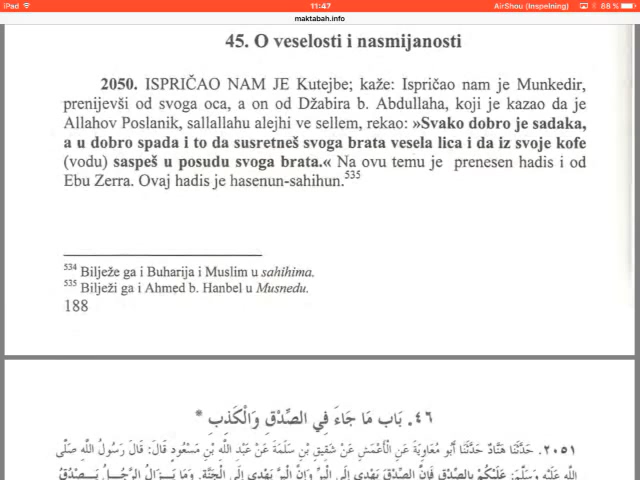 iPad 11:47 AirShou (Inspelning) 88 %
maktabah.info
45. O veselosti i nasmijanosti
2050. ISPRIČAO NAM JE Kutejbe; kaže: Ispričao nam je Munkedir,
prenijevši od svoga oca, a on od Džabira b. Abdullaha, koji je kazao da je
Allahov Poslanik, sallallahu alejhi ve sellem, rekao: »Svako dobro je sadaka,
a u dobro spada i to da susretneš svoga brata vesela lica i da iz svoje kofe
(vodu) saspeš u posudu svoga brata.« Na ovu temu je prenesen hadis i od
Ebu Zerra. Ovaj hadis je hasenun-sahihun.535
534 Bilježe ga i Buharija i Muslim u sahihima.
535 Bilježi ga i Ahmed b. Hanbel u Musnedu.
188
٤٦. بَاب مَا جَاءَ فِي الصِّدْقِ وَالْكَذِبِ *
٢٠٥١. حَدَّثَنَا هَنَّادٌ حَدَّثَنَا أَبُو مُعَاوِيَةَ عَنِ الْأَعْمَشِ عَنْ شَقِيقِ بْنِ سَلَمَةَ عَنْ عَبْدِ اللَّهِ بْنِ مَسْعُودٍ قَالَ: قَالَ رَسُولُ اللَّهِ صَلَّى
اللَّه عَلَيْهِ وَسَلَّمَ: عَلَيْكُمْ بِالصِّدْقِ فَإِنَّ الصِّدْقَ يَهْدِي إِلَى الْبِرِّ وَإِنَّ الْبِرَّ يَهْدِي إِلَى الْجَنَّةِ. وَمَا يَزَالُ الرَّجُلُ يَصْدُقُ